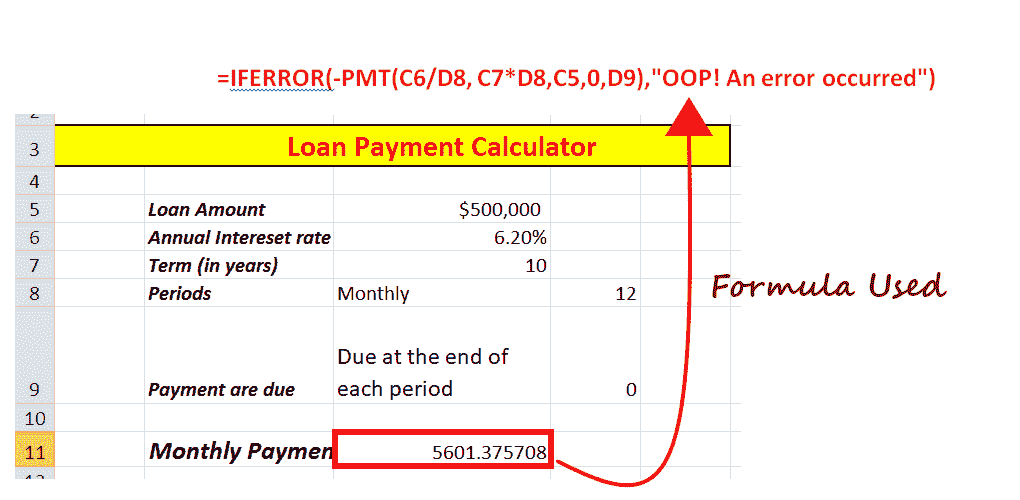 =IFERROR(-PMT(C6/D8, C7*D8,C5,0,D9),"OOP! An error occurred")
3 Loan Payment Calculator
4
5 Loan Amount $500,000
6 Annual Intereset rate 6.20%
7 Term (in years) 10
8 Periods Monthly 12
Formula Used
Due at the end of
9 Payment are due each period 0
10
11 Monthly Paymen 5601.375708